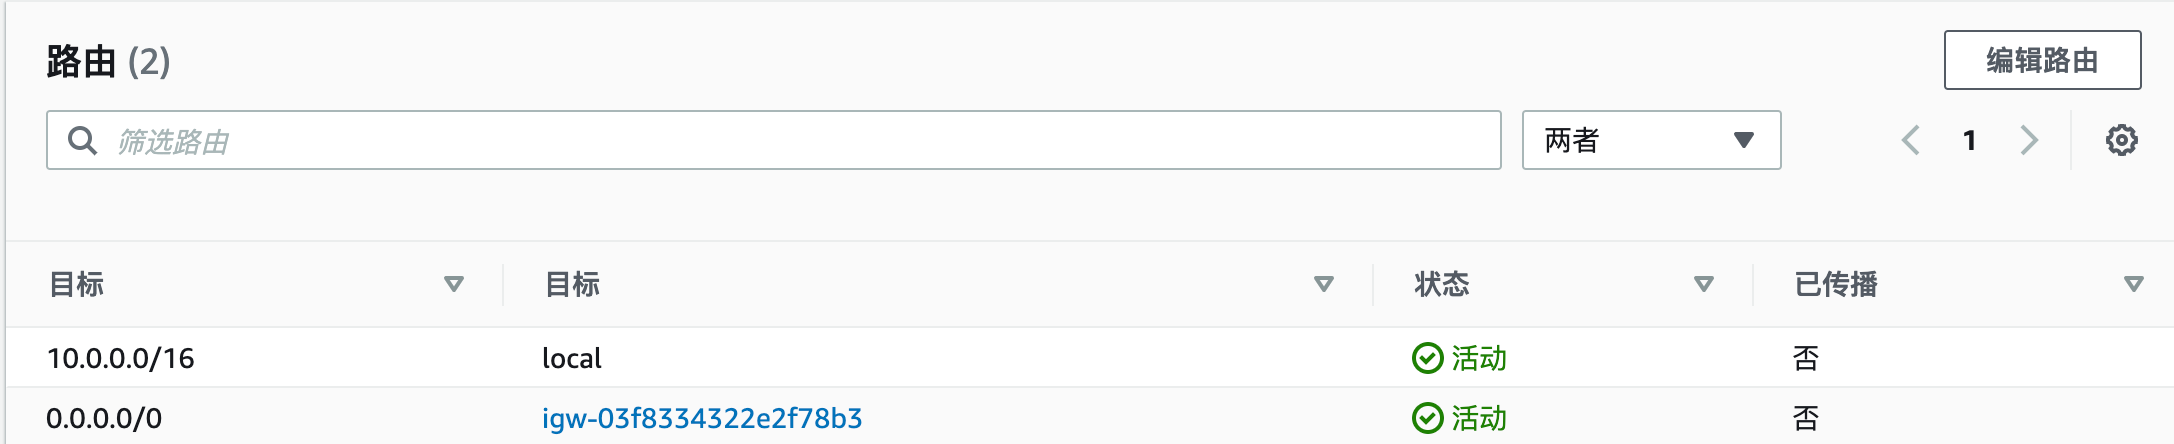 路由 (2)
编辑路由
筛选路由
两者
1
目标 目标 状态 已传播
10.0.0.0/16 local 活动 否
0.0.0.0/0 igw-03f8334322e2f78b3 活动 否